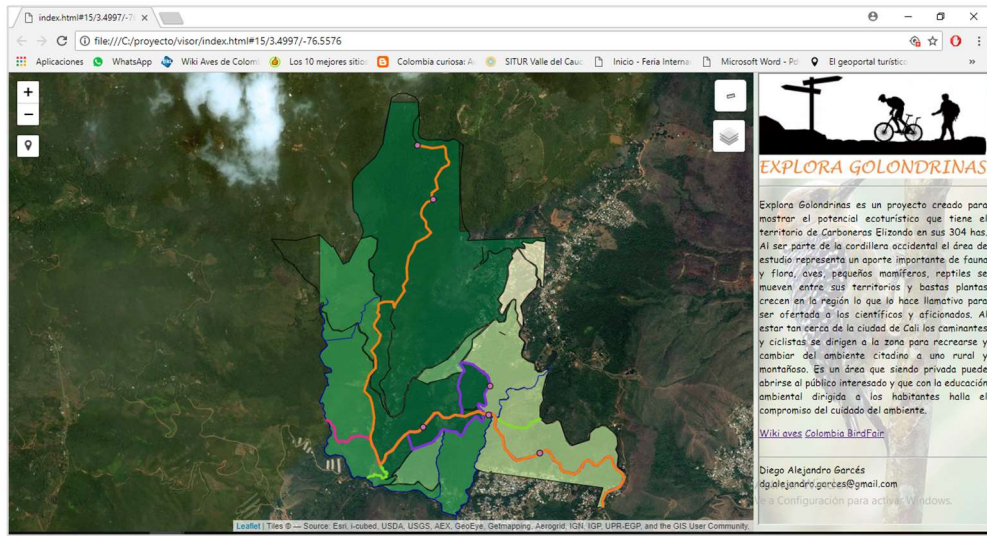 index.html#15/3.4997/-7
file:///C:/proyecto/visor/index.html#15/3.4997/-76.5576
Aplicaciones WhatsApp Wiki Aves de Colom Los 10 mejores sitio Colombia curiosa: A SITUR Valle del Cauc Inicio - Feria Interna Microsoft Word - Pd El geoportal turístic »
+
−
EXPLORA GOLONDRINAS
Explora Golondrinas es un proyecto creado para
mostrar el potencial ecoturístico que tiene el
territorio de Carboneras Elizondo en sus 304 has.
Al ser parte de la cordillera occidental el área de
estudio representa un aporte importante de fauna
y flora, aves, pequeños mamíferos, reptiles se
mueven entre sus territorios y bastas plantas
crecen en la región lo que lo hace llamativo para
ser ofertada a los científicos y aficionados. Al
estar tan cerca de la ciudad de Cali los caminantes
y ciclistas se dirigen a la zona para recrearse y
cambiar del ambiente citadino a uno rural y
montañoso. Es un área que siendo privada puede
abrirse al público interesado y que con la educación
ambiental dirigida a los habitantes halla el
compromiso del cuidado del ambiente.
Wiki aves Colombia BirdFair
Diego Alejandro Garcés
dg.alejandro.garces@gmail.com
e a Configuración para activar Windows.
Leaflet | Tiles © — Source: Esri, i-cubed, USDA, USGS, AEX, GeoEye, Getmapping, Aerogrid, IGN, IGP, UPR-EGP, and the GIS User Community,